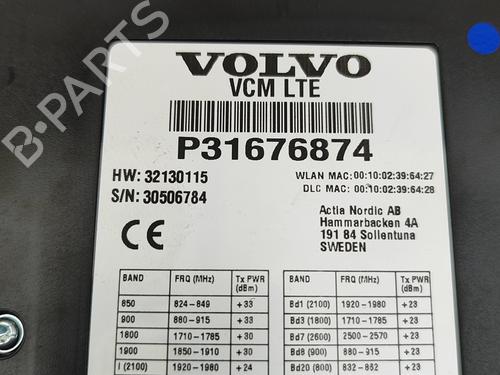 B-PARTS
VOLVO
VCM LTE
P31676874
HW: 32130115
S/N: 30506784
WLAN MAC: 00:10:02:39:64:27
DLC MAC: 00:10:02:39:64:28
Actia Nordic AB
Hammarbacken 4A
191 84 Sollentuna
SWEDEN
CE
BAND FRQ (MHz) Tx PWR (dBm)
850 824-849 +33
900 880-915 +33
1800 1710-1785 +30
1900 1850-1910 +30
I (2100) 1920-1980 +24
BAND FRQ (MHz) Tx PWR (dBm)
Bd1 (2100) 1920-1980 +23
Bd3 (1800) 1710-1785 +23
Bd7 (2600) 2500-2570 +23
Bd8 (900) 880-915 +23
Bd20 (800) 832-862 +23